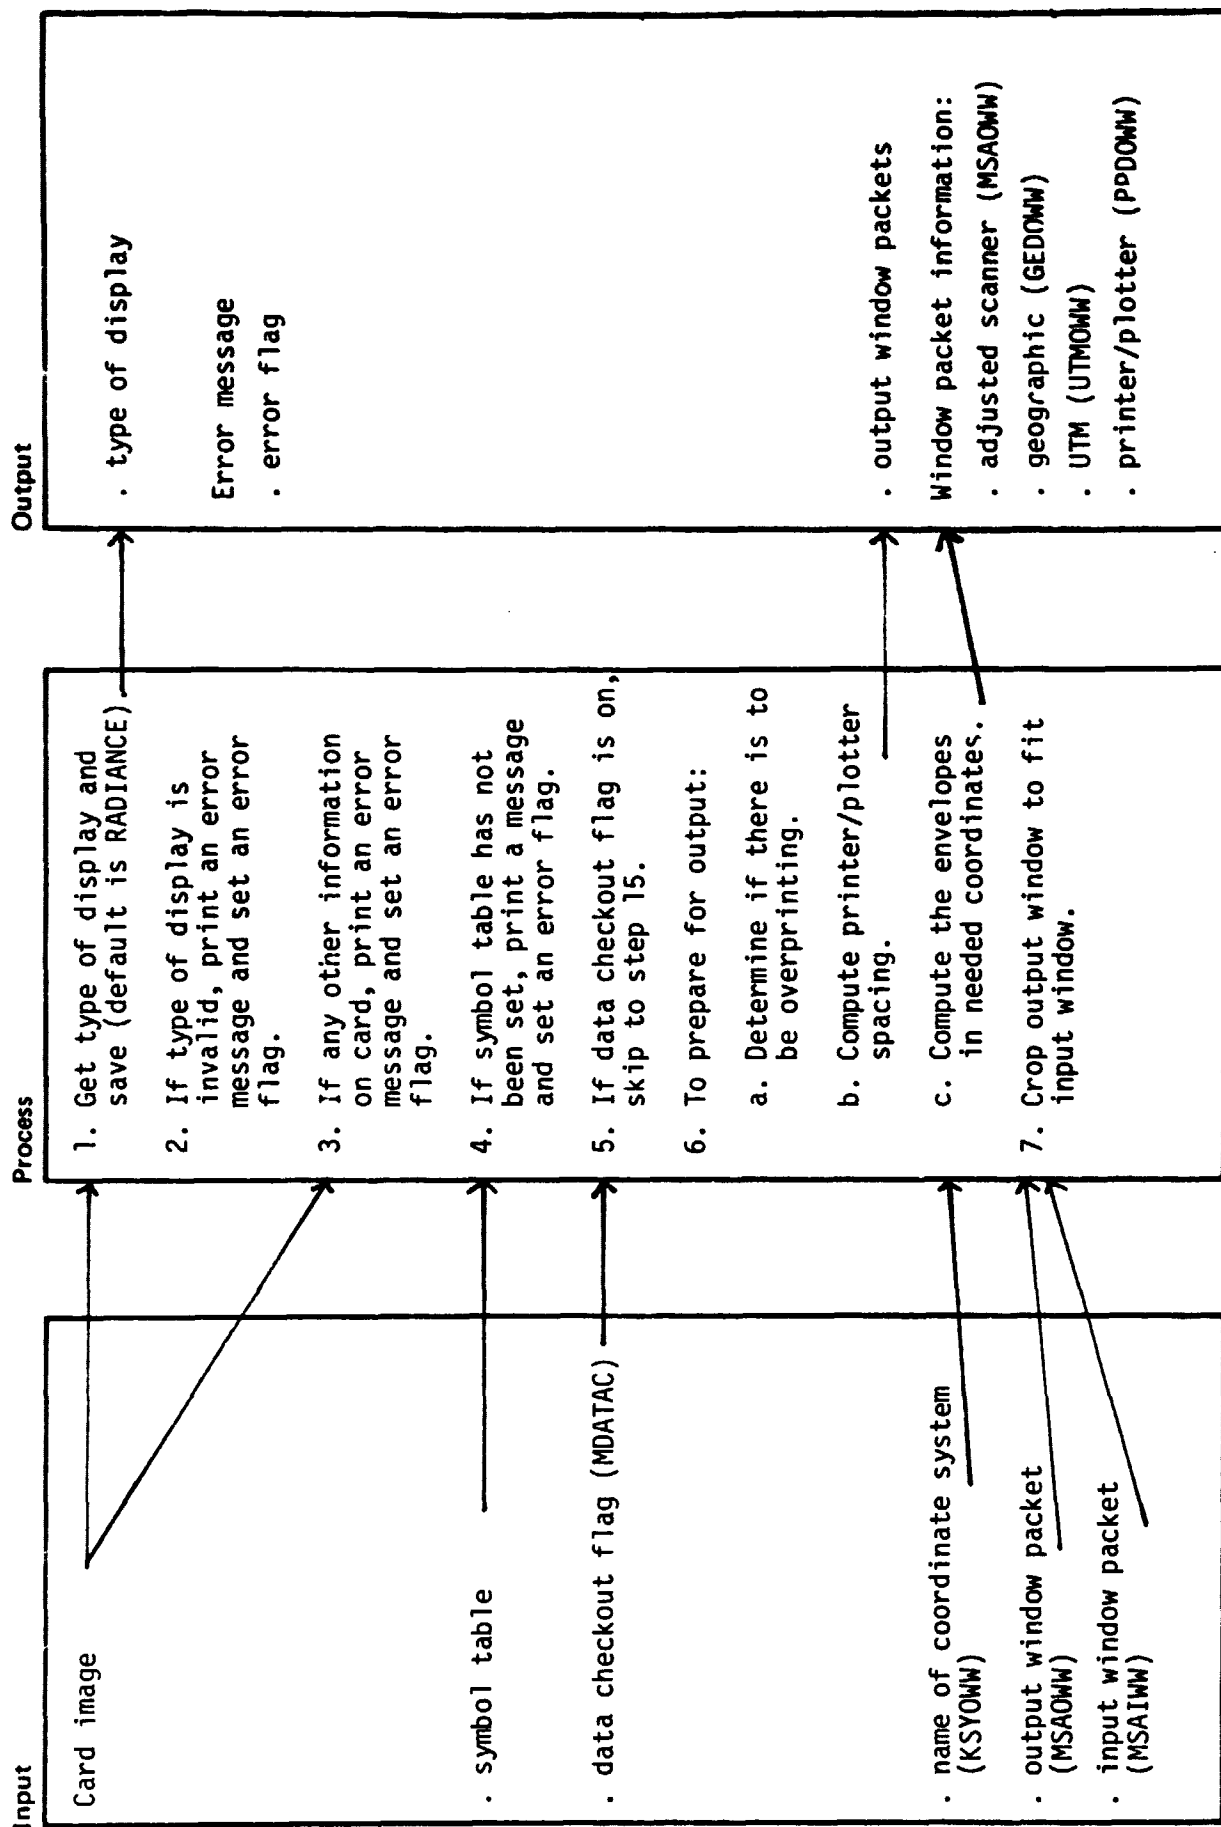 Input
Card image
. symbol table
. data checkout flag (MDATAC)
. name of coordinate system
(KSYOWW)
. output window packet
(MSAOWW)
. input window packet
(MSAIWW)
Process
1. Get type of display and
save (default is RADIANCE).
2. If type of display is
invalid, print an error
message and set an error
flag.
3. If any other information
on card, print an error
message and set an error
flag.
4. If symbol table has not
been set, print a message
and set an error flag.
5. If data checkout flag is on,
skip to step 15.
6. To prepare for output:
a. Determine if there is to
be overprinting.
b. Compute printer/plotter
spacing.
c. Compute the envelopes
in needed coordinates.
7. Crop output window to fit
input window.
Output
. type of display
Error message
. error flag
. output window packets
Window packet information:
. adjusted scanner (MSAOWW)
. geographic (GEDOWW)
. UTM (UTMOWW)
. printer/plotter (PPDOWW)